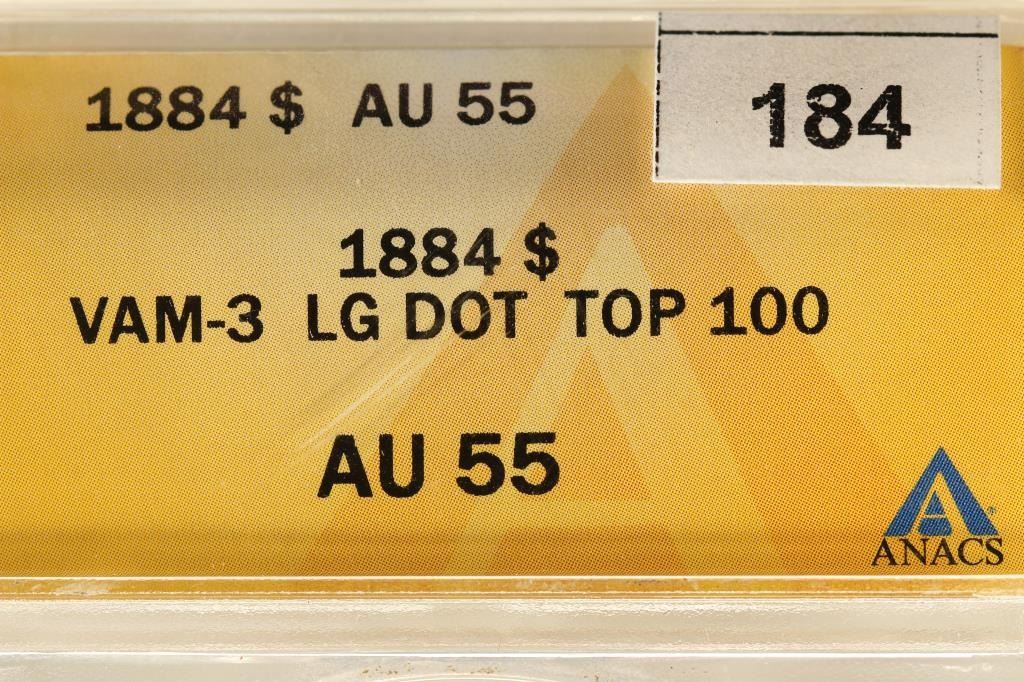 1884 $ AU 55
184
1884 $
VAM-3 LG DOT TOP 100
AU 55
ANACS